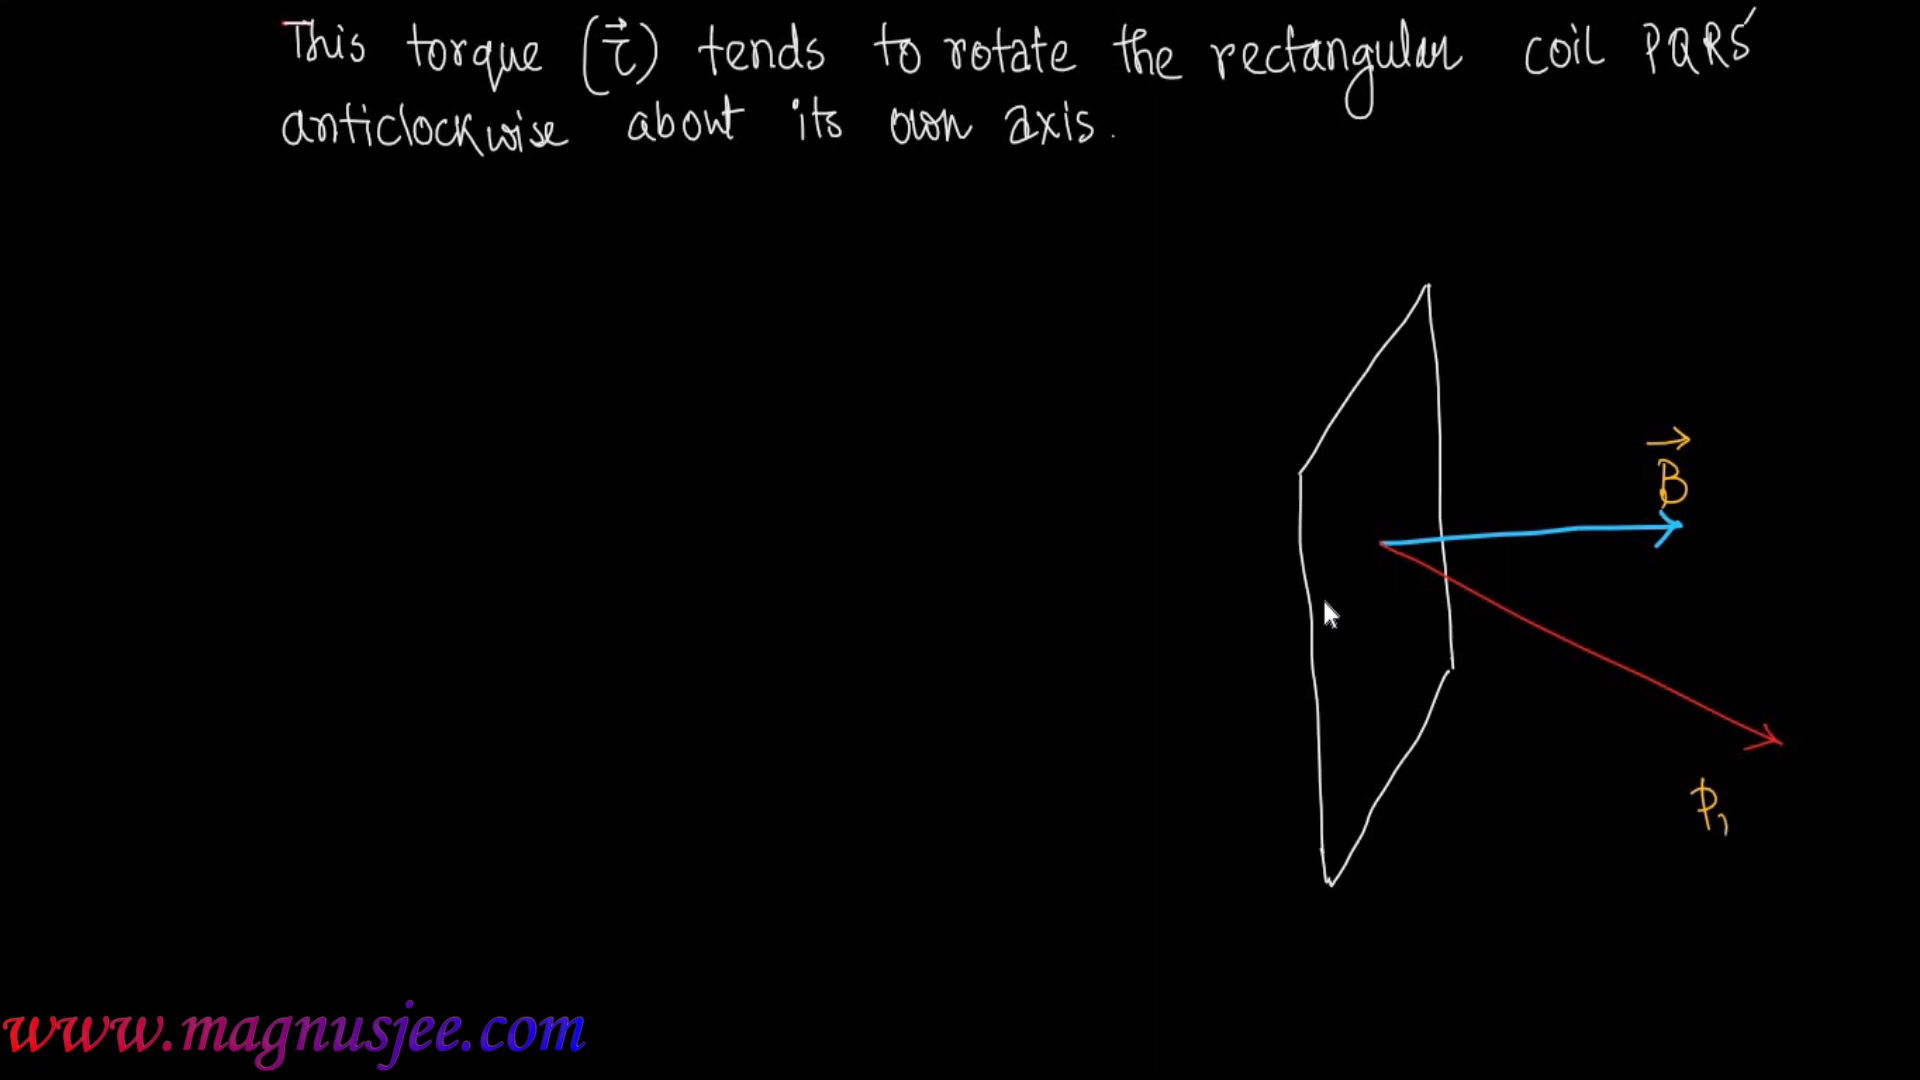 This torque (τ⃗) tends to rotate the rectangular coil PQRS
anticlockwise about its own axis.
B⃗
P₁
www.magnusjee.com